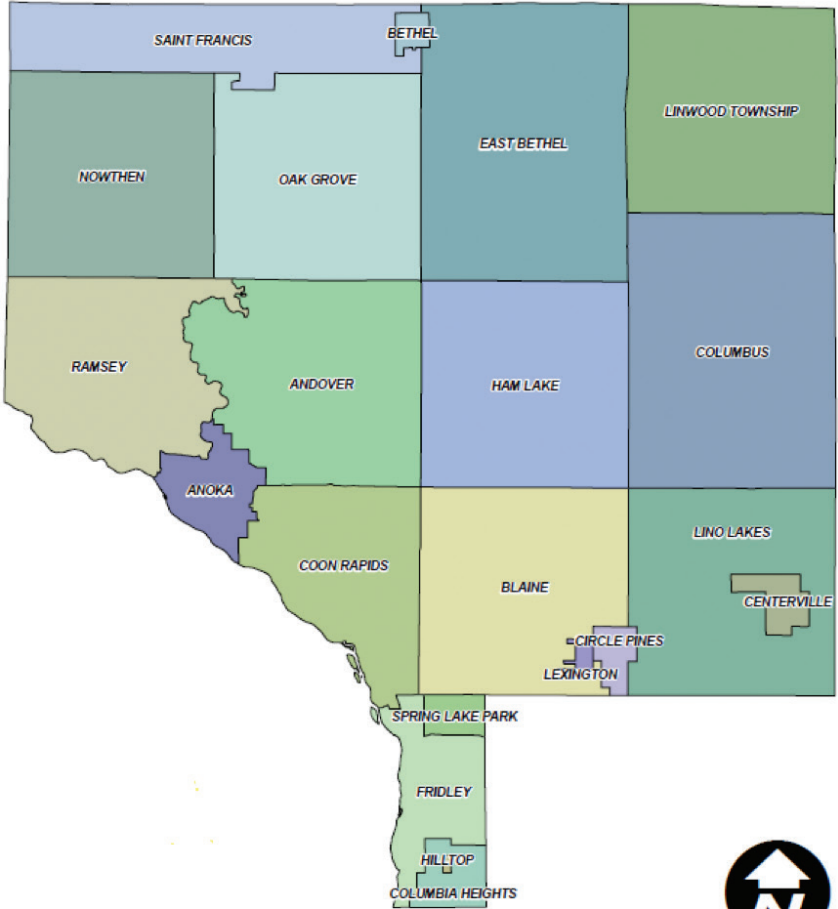 BETHEL
SAINT FRANCIS
LINWOOD TOWNSHIP
EAST BETHEL
NOWTHEN
OAK GROVE
COLUMBUS
RAMSEY
ANDOVER
HAM LAKE
ANOKA
LINO LAKES
COON RAPIDS
BLAINE
CENTERVILLE
CIRCLE PINES
LEXINGTON
SPRING LAKE PARK
FRIDLEY
HILLTOP
COLUMBIA HEIGHTS
N